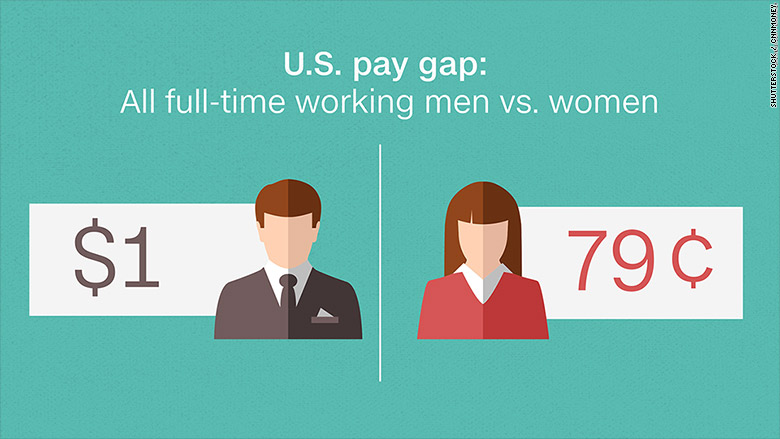 U.S. pay gap:
All full-time working men vs. women
$1
79¢
SHUTTERSTOCK / CNNMONEY